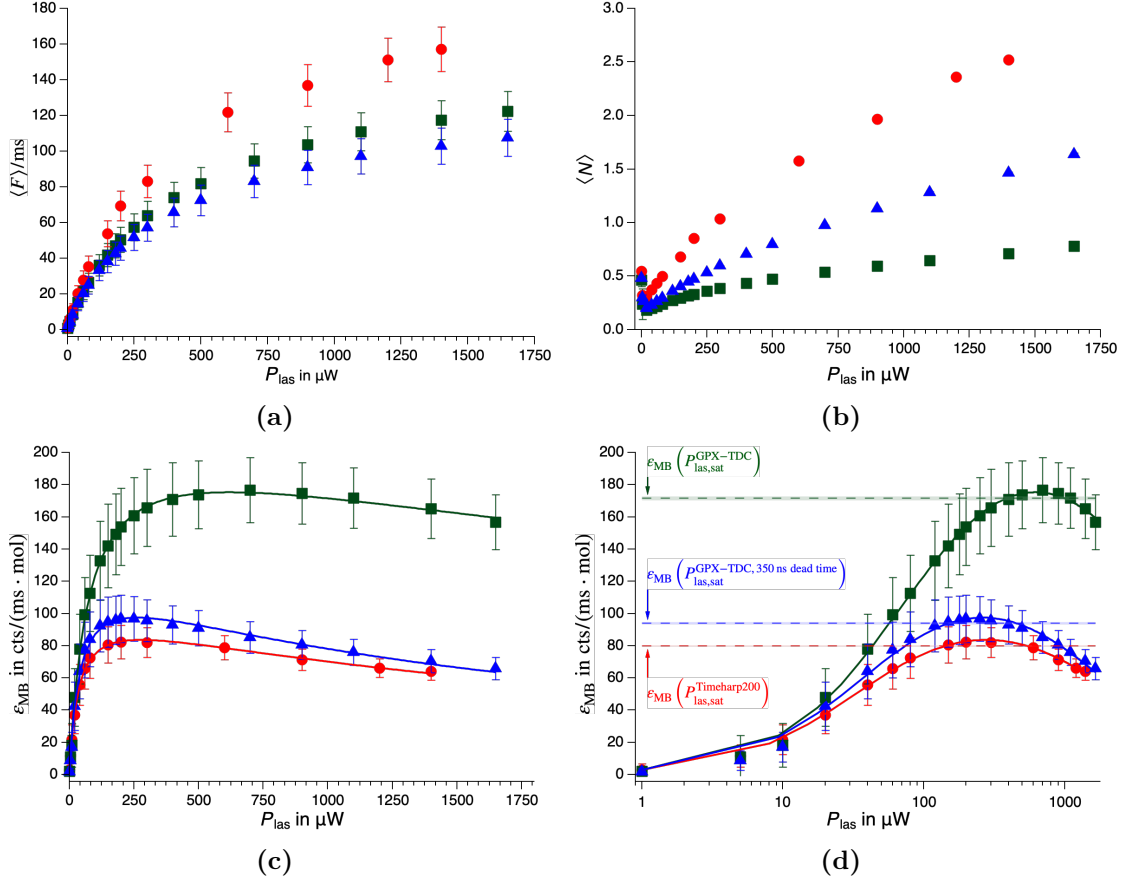 180
160
140
120
100
80
60
40
20
0
⟨F⟩/ms
0 250 500 750 1000 1250 1500 1750
P_las in µW
(a)
3.0
2.5
2.0
1.5
1.0
0.5
0.0
⟨N⟩
0 250 500 750 1000 1250 1500 1750
P_las in µW
(b)
200
180
160
140
120
100
80
60
40
20
0
ε_MB in cts/(ms · mol)
0 250 500 750 1000 1250 1500 1750
P_las in µW
(c)
200
180
160
140
120
100
80
60
40
20
0
ε_MB in cts/(ms · mol)
ε_MB (P_las,sat^GPX−TDC)
ε_MB (P_las,sat^GPX−TDC, 350 ns dead time)
ε_MB (P_las,sat^Timeharp200)
1 10 100 1000
P_las in µW
(d)